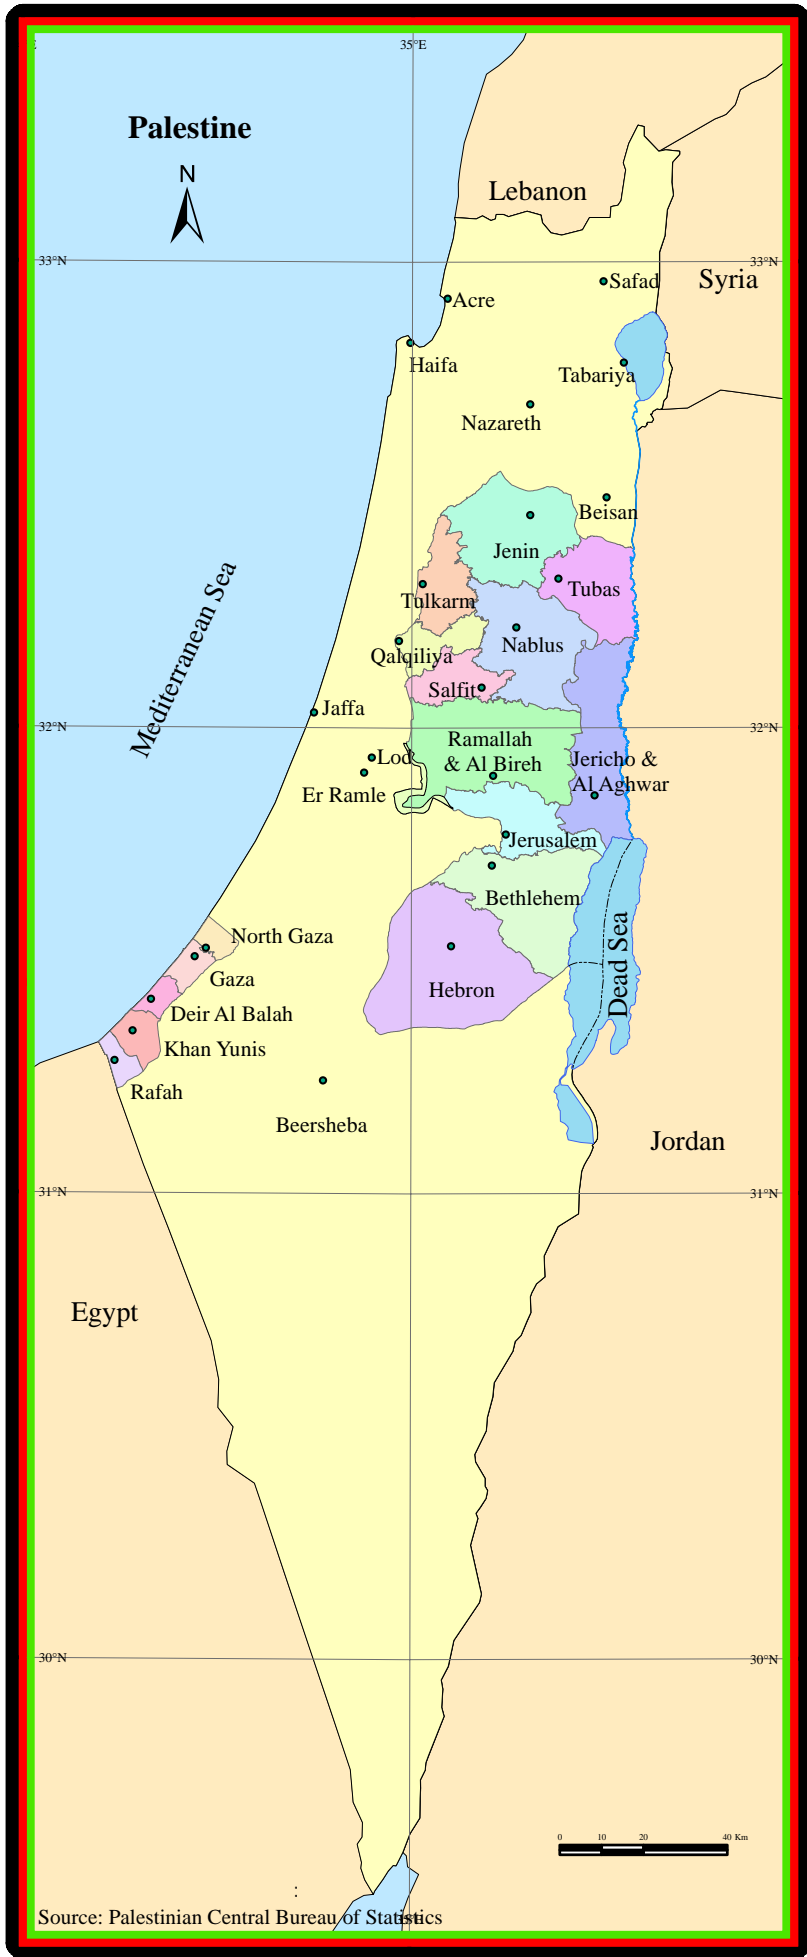 35°E
Palestine
N
Lebanon
33°N
33°N
Syria
Safad
Acre
Haifa
Tabariya
Nazareth
Beisan
Jenin
Tubas
Tulkarm
Nablus
Qalqiliya
Salfit
Mediterranean Sea
Jaffa
32°N
32°N
Ramallah
& Al Bireh
Jericho &
Al Aghwar
Lod
Er Ramle
Jerusalem
Bethlehem
North Gaza
Gaza
Hebron
Dead Sea
Deir Al Balah
Khan Yunis
Rafah
Beersheba
Jordan
31°N
31°N
Egypt
30°N
30°N
0 10 20 40 Km
:
Source: Palestinian Central Bureau of Statistics